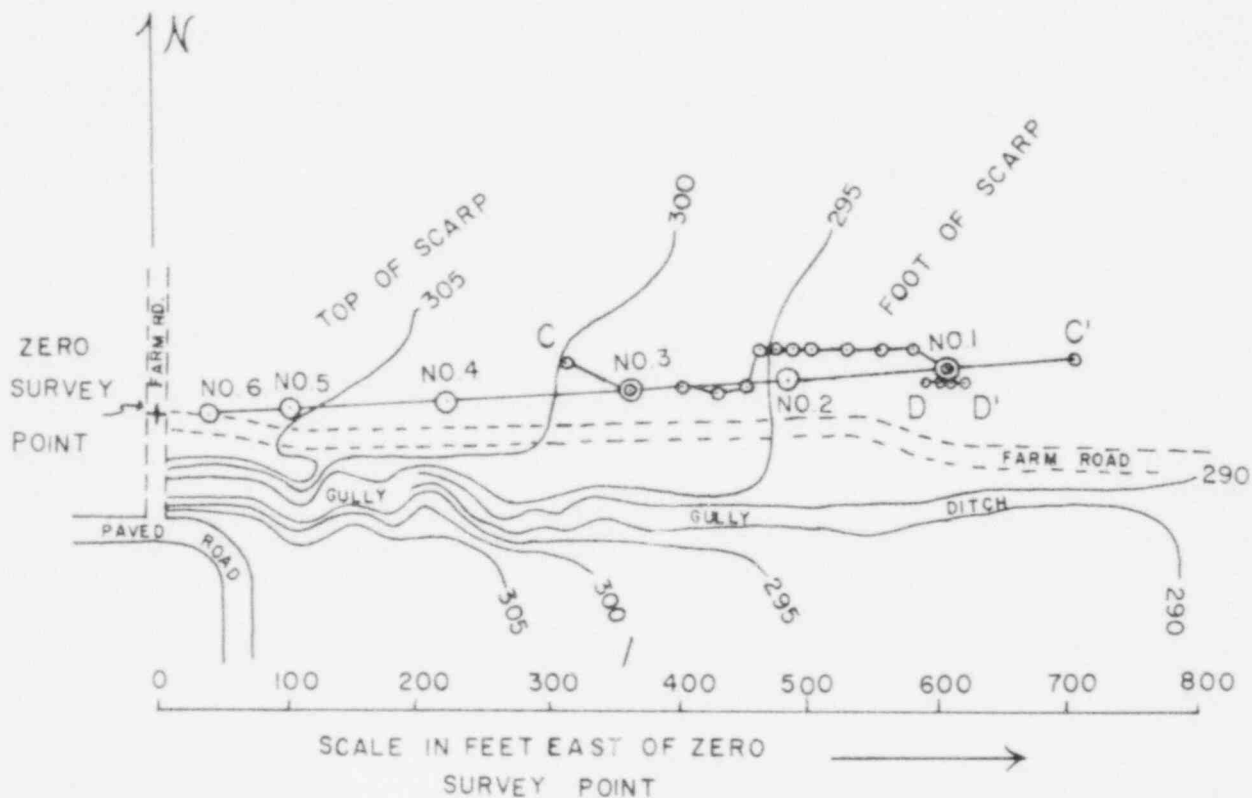 N
TOP OF SCARP
305
300
295
FOOT OF SCARP
FARM RD.
ZERO
SURVEY
POINT
NO.6
NO.5
NO.4
C
NO.3
NO.2
NO.1
C'
D
D'
FARM ROAD
290
GULLY
GULLY
DITCH
PAVED
ROAD
305
300
295
290
0 100 200 300 400 500 600 700 800
SCALE IN FEET EAST OF ZERO
SURVEY POINT